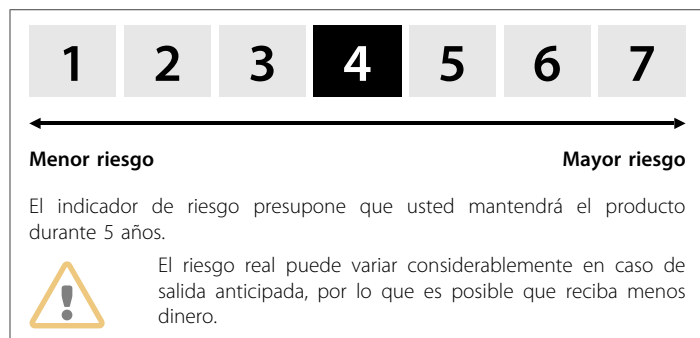 1 2 3 4 5 6 7
Menor riesgo Mayor riesgo
El indicador de riesgo presupone que usted mantendrá el producto
durante 5 años.
El riesgo real puede variar considerablemente en caso de
salida anticipada, por lo que es posible que reciba menos
dinero.